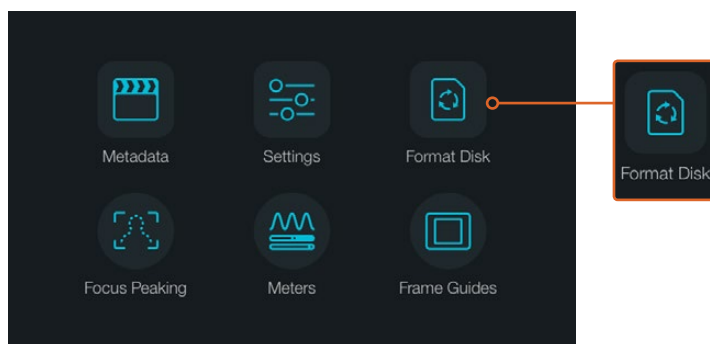 Metadata
Settings
Format Disk
Format Disk
Focus Peaking
Meters
Frame Guides